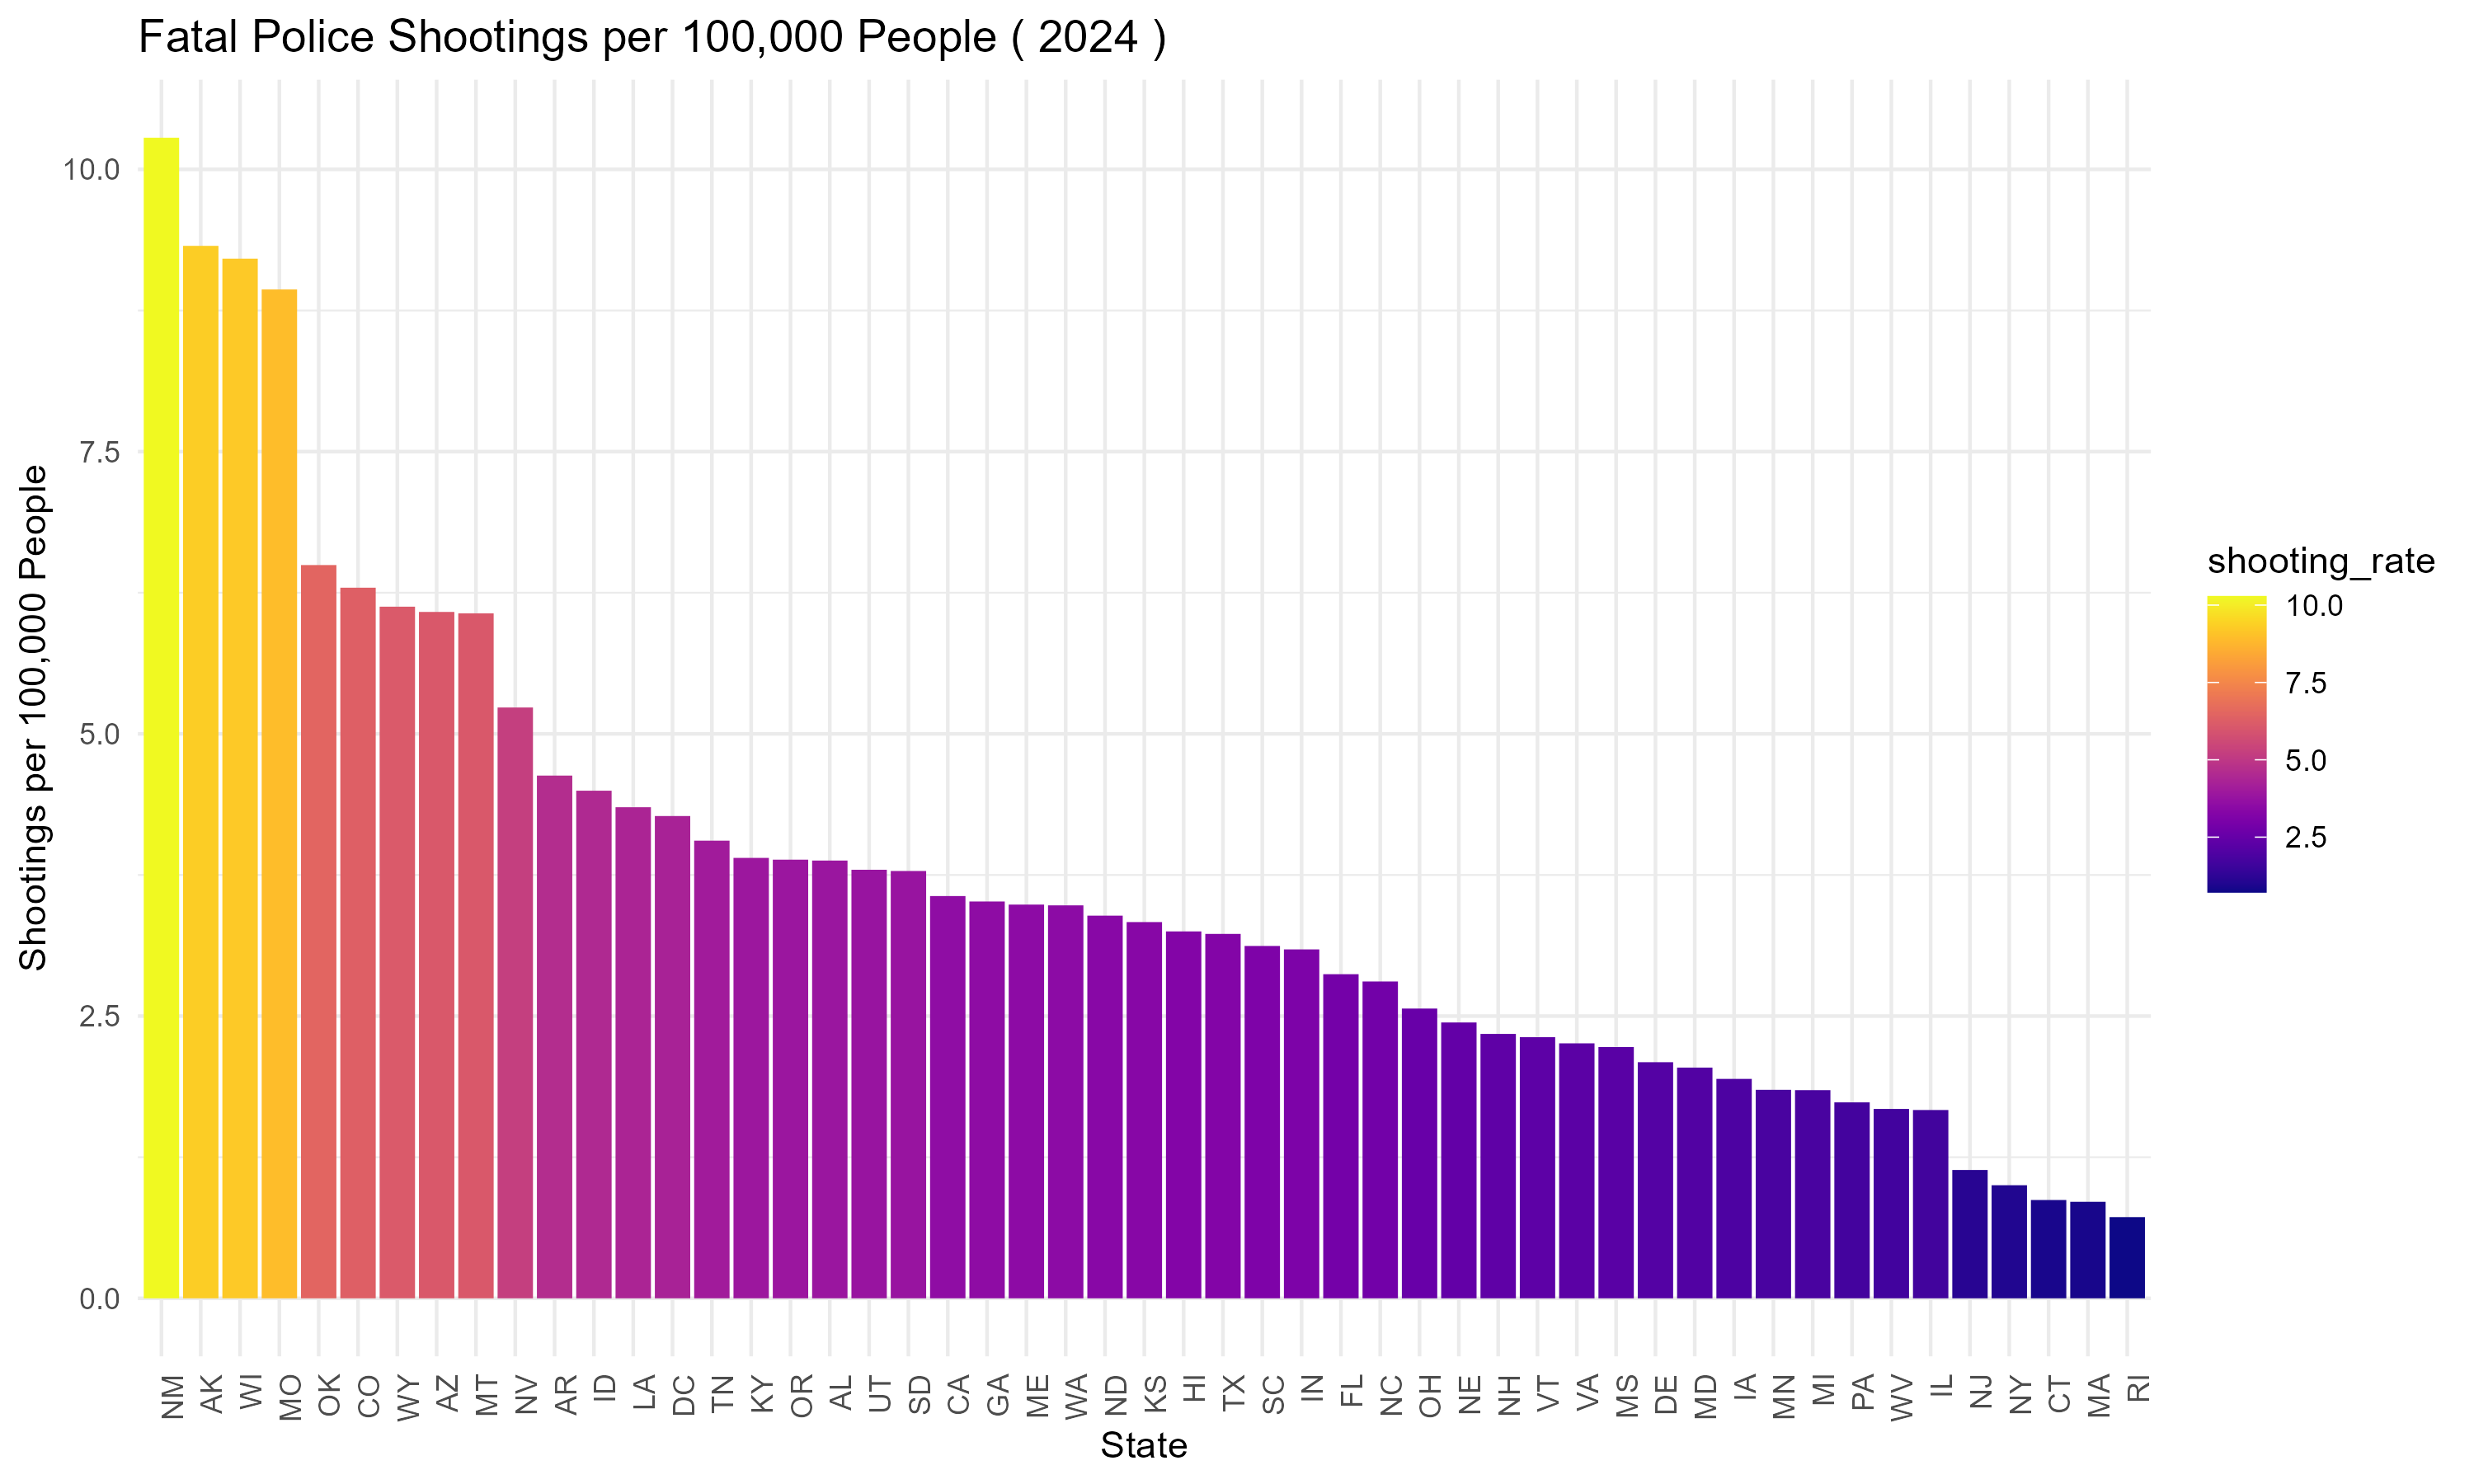 Fatal Police Shootings per 100,000 People ( 2024 )
Shootings per 100,000 People
10.0
7.5
5.0
2.5
0.0
NM AK WI MO OK CO WY AZ MT NV AR ID LA DC TN KY OR AL UT SD CA GA ME WA ND KS HI TX SC IN FL NC OH NE NH VT VA MS DE MD IA MN MI PA WV IL NJ NY CT MA RI
State
shooting_rate
10.0
7.5
5.0
2.5